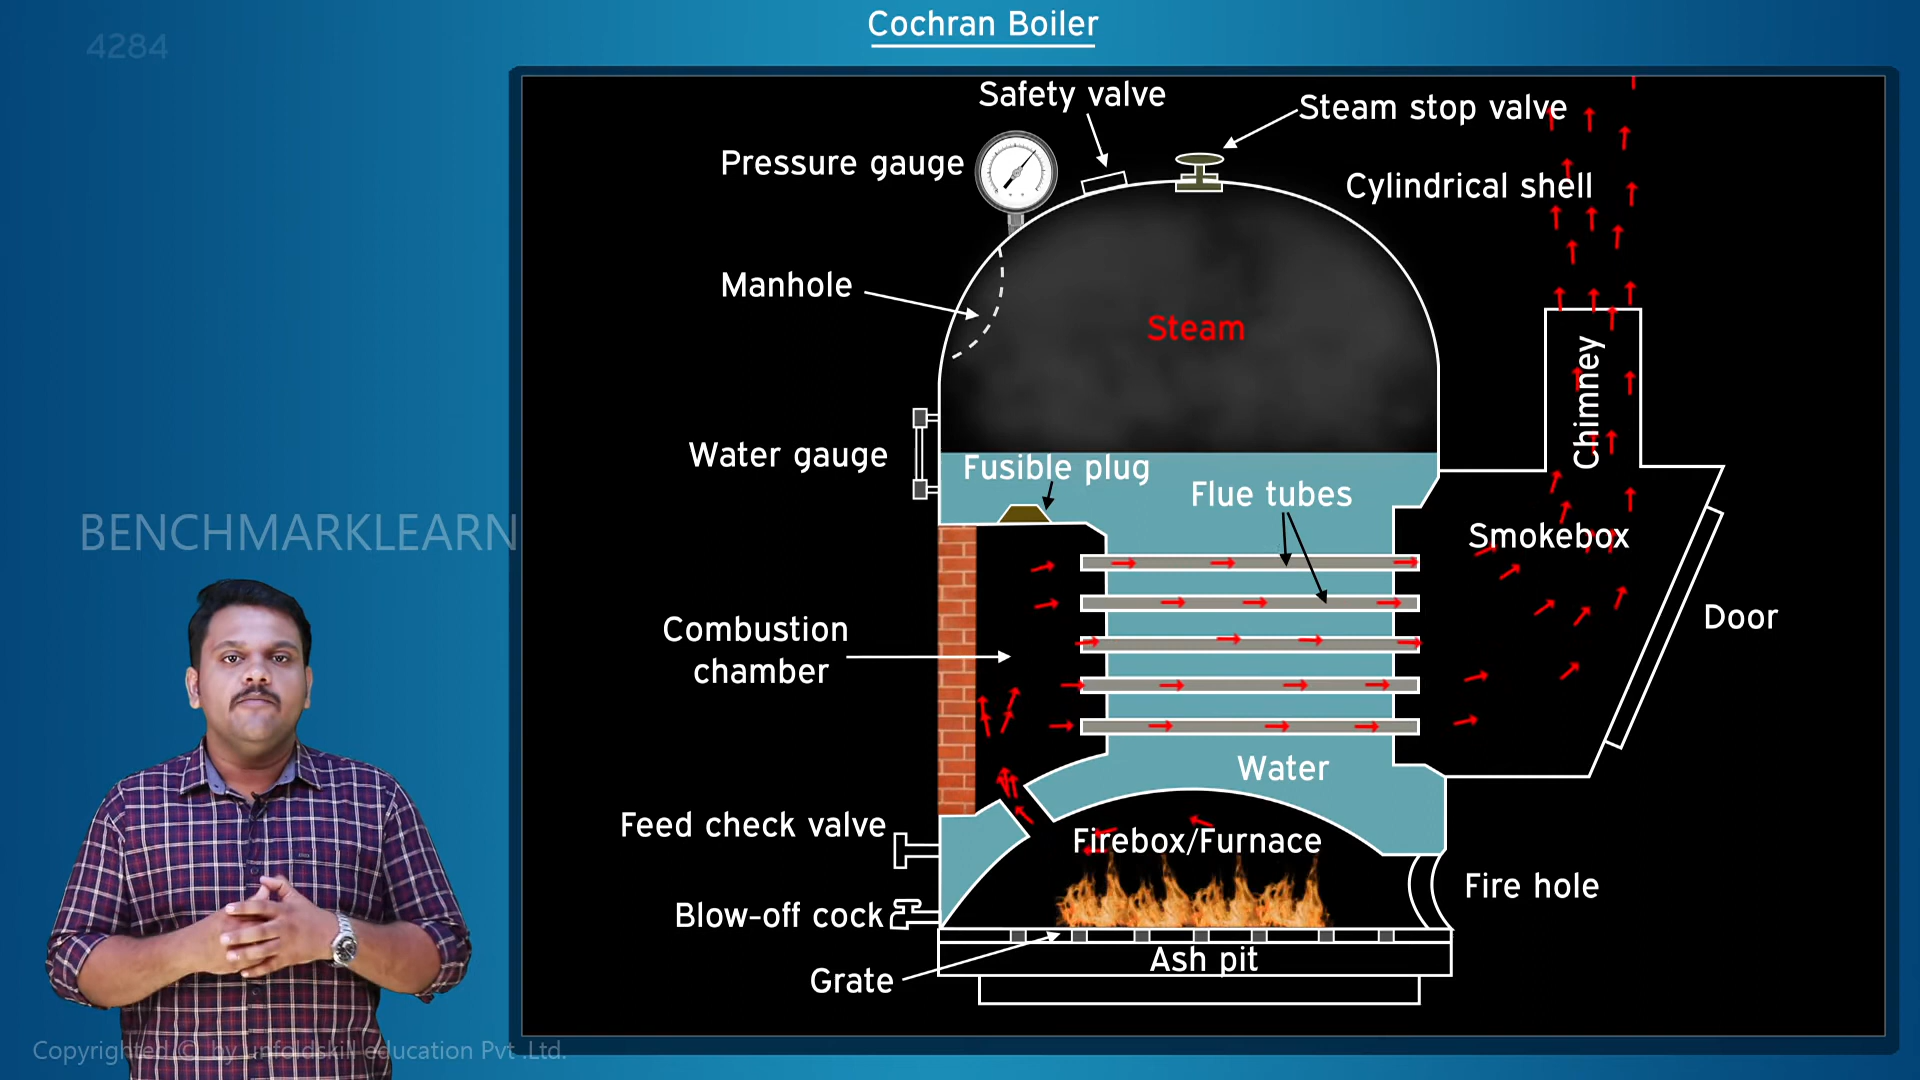 Cochran Boiler
4284
Safety valve
Steam stop valve
Pressure gauge
Cylindrical shell
Manhole
Steam
Chimney
Water gauge
Fusible plug
Flue tubes
Smokebox
BENCHMARKLEARN
Door
Combustion
chamber
Water
Feed check valve
Firebox/Furnace
Fire hole
Blow-off cock
Ash pit
Grate
Copyrighted © by unfoldskill education Pvt .Ltd.